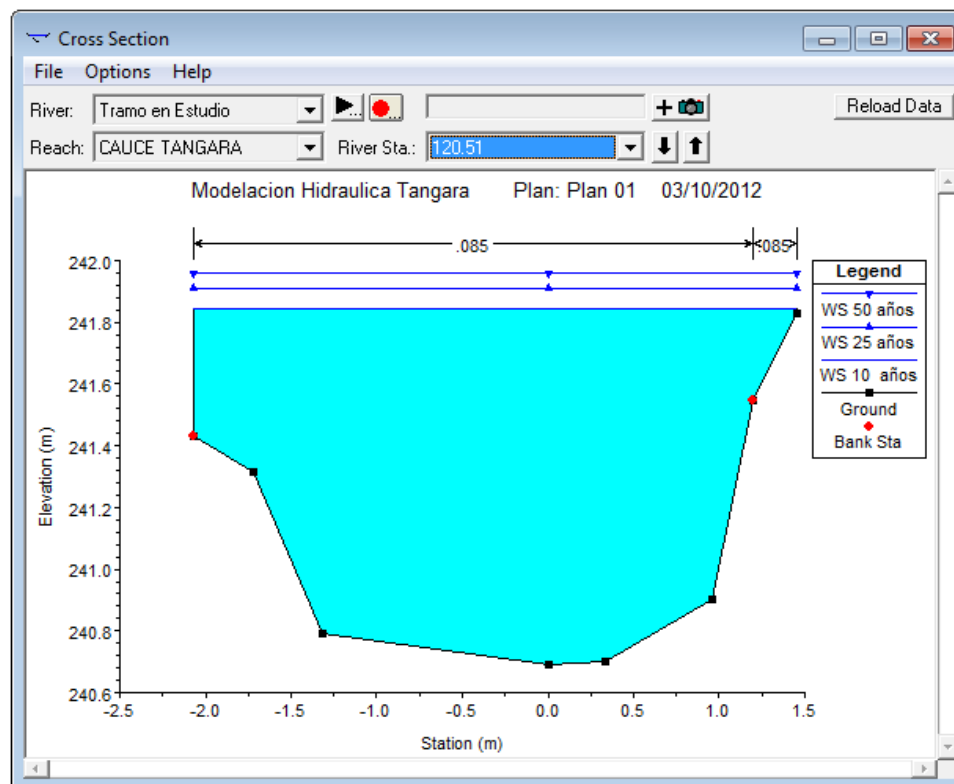 Cross Section
File Options Help
River: Tramo en Estudio Reload Data
Reach: CAUCE TANGARA River Sta.: 120.51
Modelacion Hidraulica Tangara Plan: Plan 01 03/10/2012
.085 .085
242.0
241.8
241.6
241.4
241.2
241.0
240.8
240.6
Elevation (m)
-2.5 -2.0 -1.5 -1.0 -0.5 0.0 0.5 1.0 1.5
Station (m)
Legend
WS 50 años
WS 25 años
WS 10 años
Ground
Bank Sta